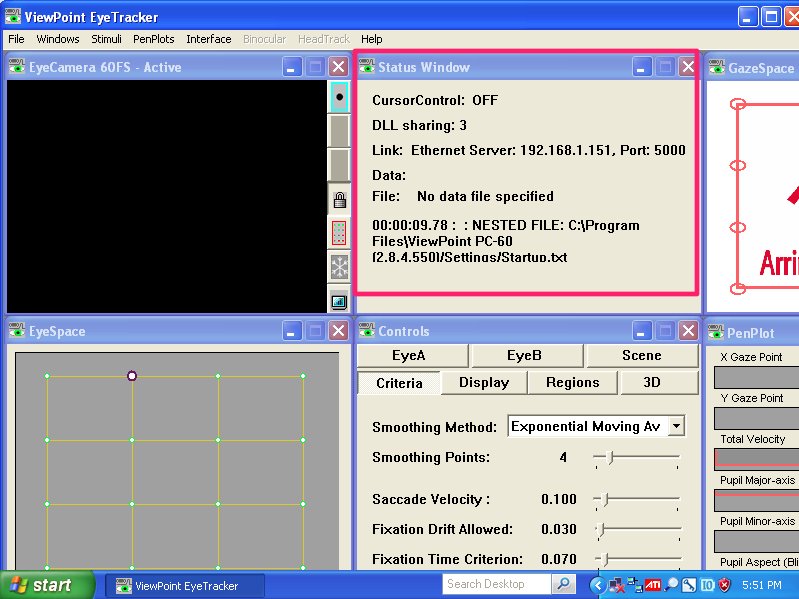 ViewPoint EyeTracker
File Windows Stimuli PenPlots Interface Binocular HeadTrack Help
EyeCamera 60FS - Active
Status Window
GazeSpace
CursorControl: OFF
DLL sharing: 3
Link: Ethernet Server: 192.168.1.151, Port: 5000
Data:
File: No data file specified
00:00:09.78 : : NESTED FILE: C:\Program
Files\ViewPoint PC-60
(2.8.4.550)/Settings/Startup.txt
Arri
EyeSpace
Controls
EyeA EyeB Scene
Criteria Display Regions 3D
Smoothing Method: Exponential Moving Av
Smoothing Points: 4
Saccade Velocity : 0.100
Fixation Drift Allowed: 0.030
Fixation Time Criterion: 0.070
PenPlot
X Gaze Point
Y Gaze Point
Total Velocity
Pupil Major-axis
Pupil Minor-axis
Pupil Aspect (Bli
start
ViewPoint EyeTracker
Search Desktop
ATI
5:51 PM